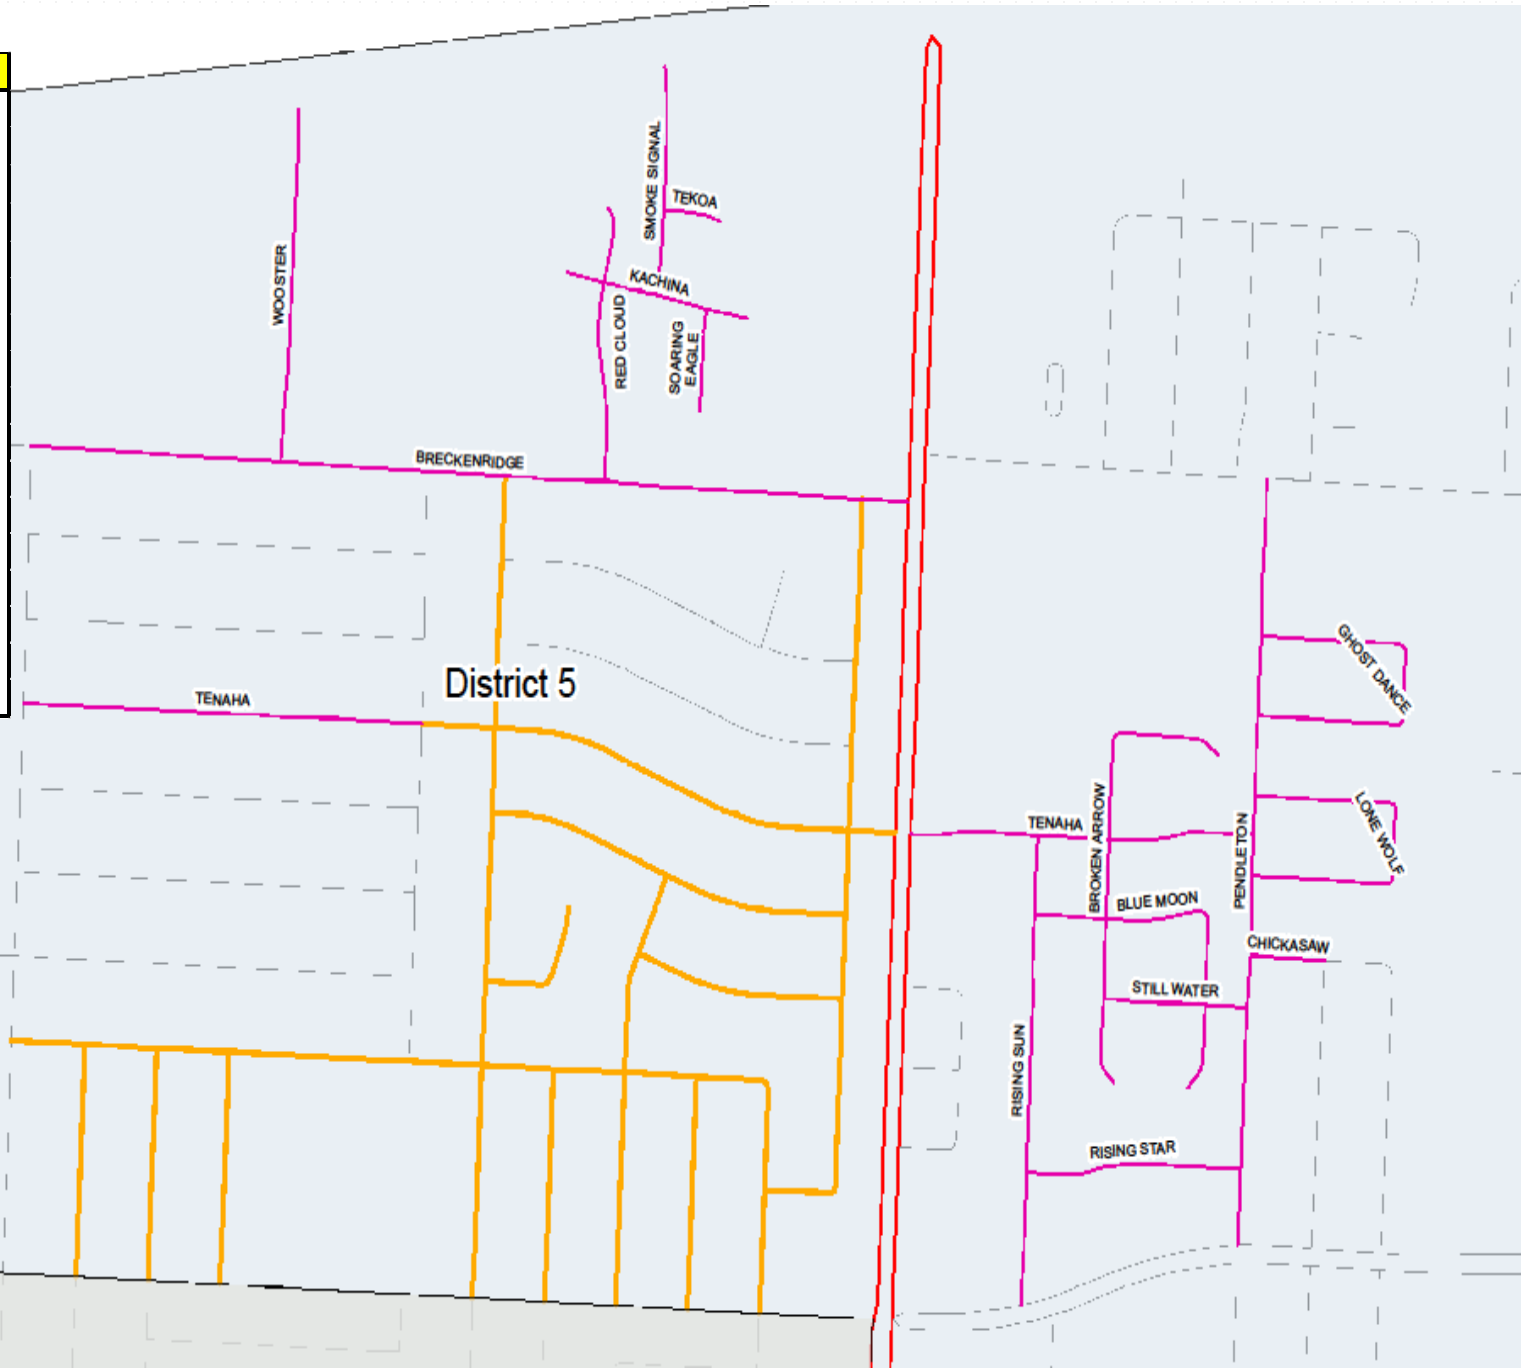 SMOKE SIGNAL
TEKOA
WOOSTER
KACHINA
RED CLOUD
SOARING
EAGLE
BRECKENRIDGE
GHOST DANCE
District 5
TENAHA
LONE WOLF
BROKEN ARROW
TENAHA
PENDLETON
BLUE MOON
CHICKASAW
STILL WATER
RISING SUN
RISING STAR